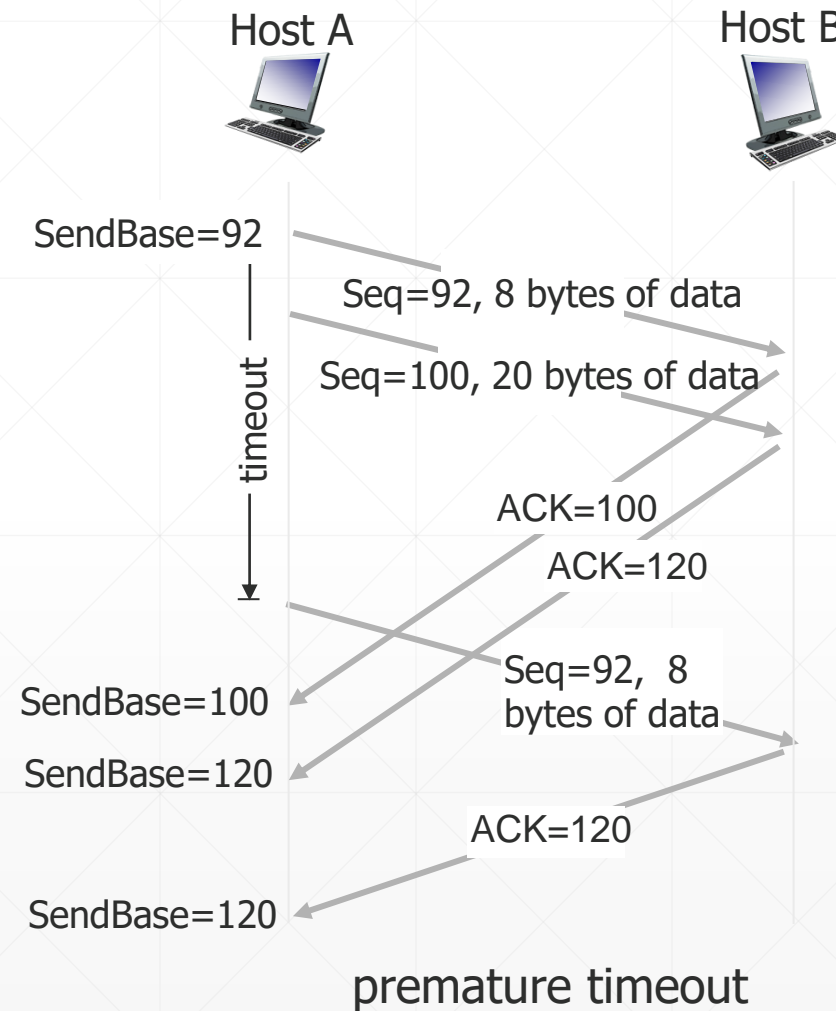 Host A
Host B
SendBase=92
Seq=92, 8 bytes of data
Seq=100, 20 bytes of data
timeout
ACK=100
ACK=120
Seq=92, 8
bytes of data
SendBase=100
SendBase=120
ACK=120
SendBase=120
premature timeout